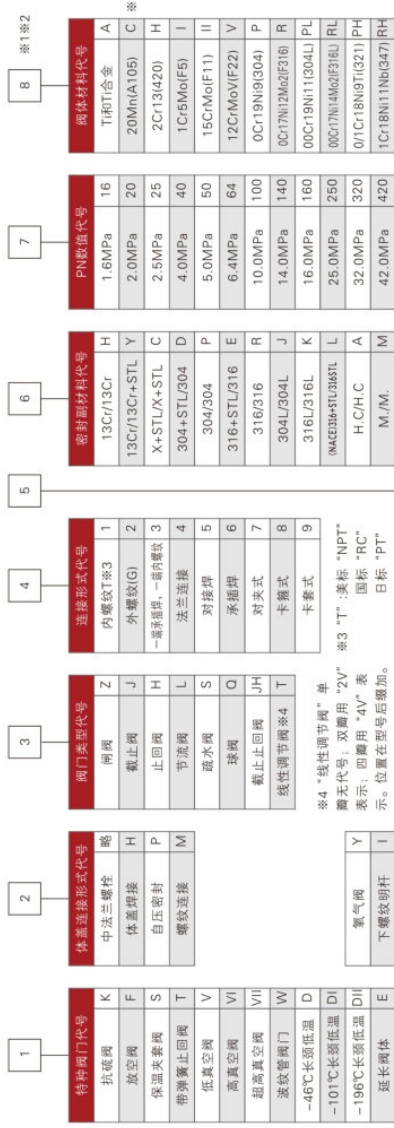 1
特种阀门代号
抗硫阀 K
放空阀 F
保温夹套阀 S
带弹簧止回阀 T
低真空阀 V
高真空阀 VI
超高真空阀 VII
波纹管阀门 W
-46℃长颈低温 D
-101℃长颈低温 DI
-196℃长颈低温 DII
延长阀体 E
2
体盖连接形式代号
中法兰螺栓 略
体盖焊接 H
自压密封 P
螺纹连接 M
氧气阀 Y
下螺纹明杆 I
3
阀门类型代号
闸阀 Z
截止阀 J
止回阀 H
节流阀 L
疏水阀 S
球阀 Q
截止止回阀 JH
线性调节阀※4 T
※4 "线性调节阀" 单
瓣无代号; 双瓣用 "2V"
表示; 四瓣用 "4V" 表
示。位置在型号后缀加。
4
连接形式代号
内螺纹T※3 1
外螺纹(G) 2
一端承插焊, 一端内螺纹 3
法兰连接 4
对接焊 5
承插焊 6
对夹式 7
卡箍式 8
卡套式 9
※3 "T" :美标 "NPT"
国标 "RC"
日标 "PT"
5
6
密封副材料代号
13Cr/13Cr H
13Cr/13Cr+STL Y
X+STL/X+STL C
304+STL/304 D
304/304 P
316+STL/316 E
316/316 R
304L/304L J
316L/316L K
(NACE)316+STL/316STL L
H.C/H.C A
M./M. M
7
PN数值代号
1.6MPa 16
2.0MPa 20
2.5MPa 25
4.0MPa 40
5.0MPa 50
6.4MPa 64
10.0MPa 100
14.0MPa 140
16.0MPa 160
25.0MPa 250
32.0MPa 320
42.0MPa 420
8 ※1※2
阀体材料代号
Ti和Ti合金 A
20Mn(A105) C ※
2Cr13(420) H
1Cr5Mo(F5) I
15CrMo(F11) II
12CrMoV(F22) V
0Cr19Ni9(304) P
0Cr17Ni12Mo2(F316) R
00Cr19Ni11(304L) PL
00Cr17Ni14Mo2(F316L) RL
0/1Cr18Ni9Ti(321) PH
1Cr18Ni11Nb(347) RH